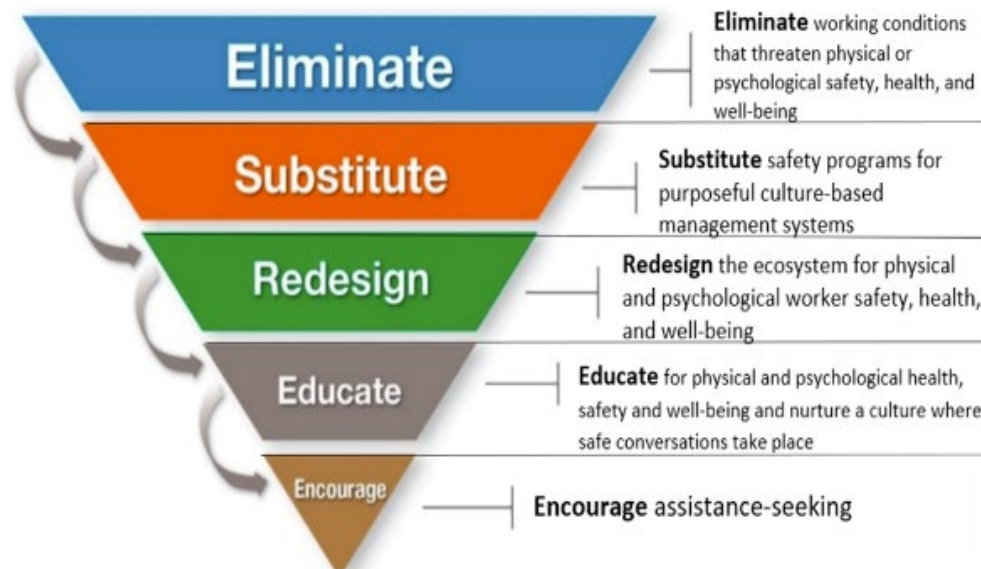 Eliminate
Eliminate working conditions
that threaten physical or
psychological safety, health, and
well-being
Substitute
Substitute safety programs for
purposeful culture-based
management systems
Redesign
Redesign the ecosystem for physical
and psychological worker safety, health,
and well-being
Educate
Educate for physical and psychological health,
safety and well-being and nurture a culture where
safe conversations take place
Encourage
Encourage assistance-seeking